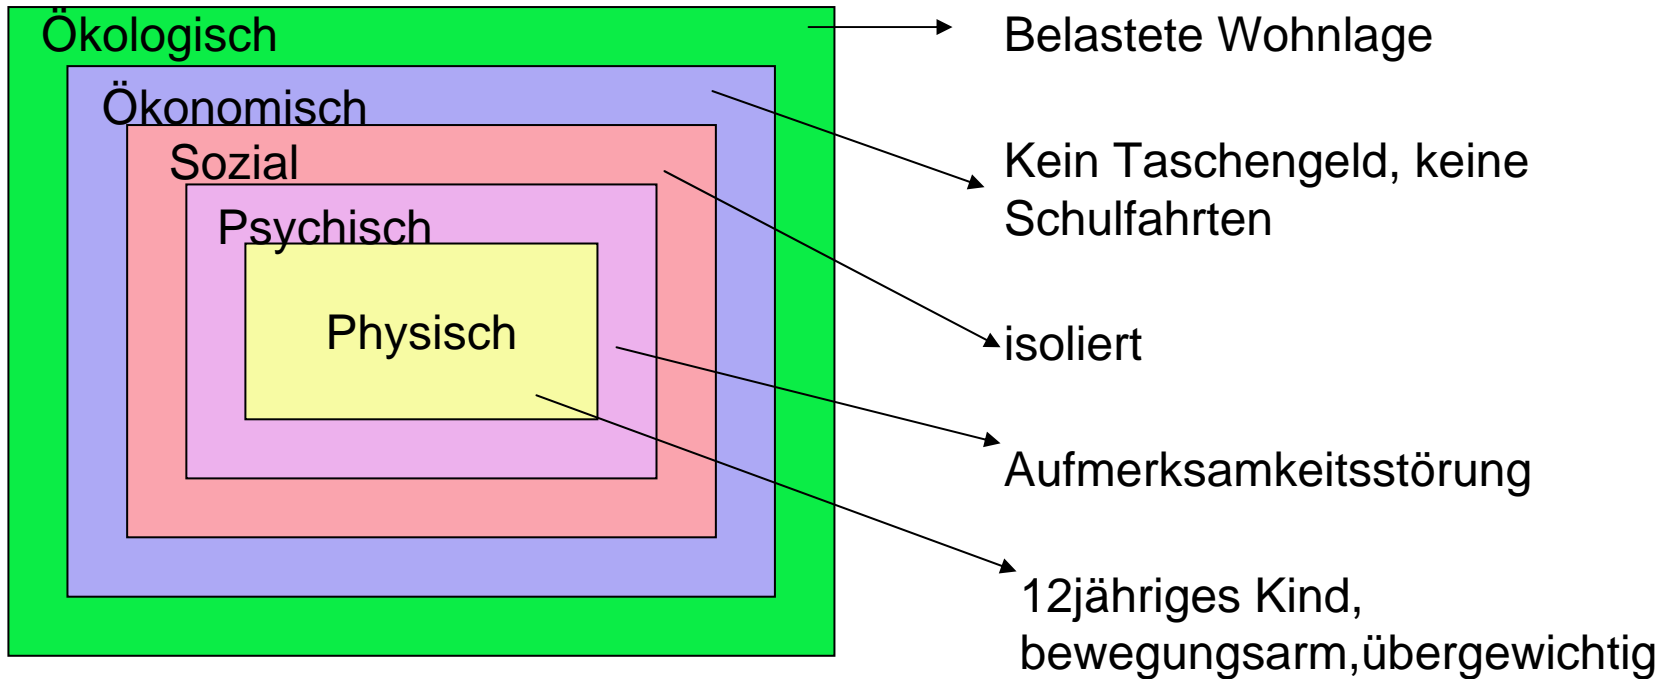 Ökologisch
Belastete Wohnlage
Ökonomisch
Kein Taschengeld, keine
Schulfahrten
Sozial
isoliert
Psychisch
Aufmerksamkeitsstörung
Physisch
12jähriges Kind,
bewegungsarm,übergewichtig